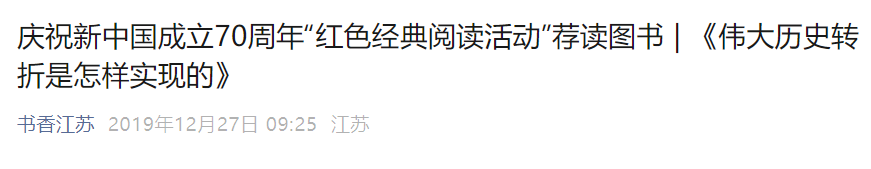 庆祝新中国成立70周年“红色经典阅读活动”荐读图书 | 《伟大历史转
折是怎样实现的》
书香江苏 2019年12月27日 09:25 江苏